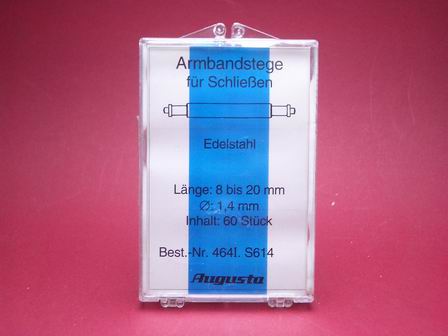 Armbandstege
für Schließen
Edelstahl
Länge: 8 bis 20 mm
Ø: 1,4 mm
Inhalt: 60 Stück
Best.-Nr. 464I. S614
Augusta